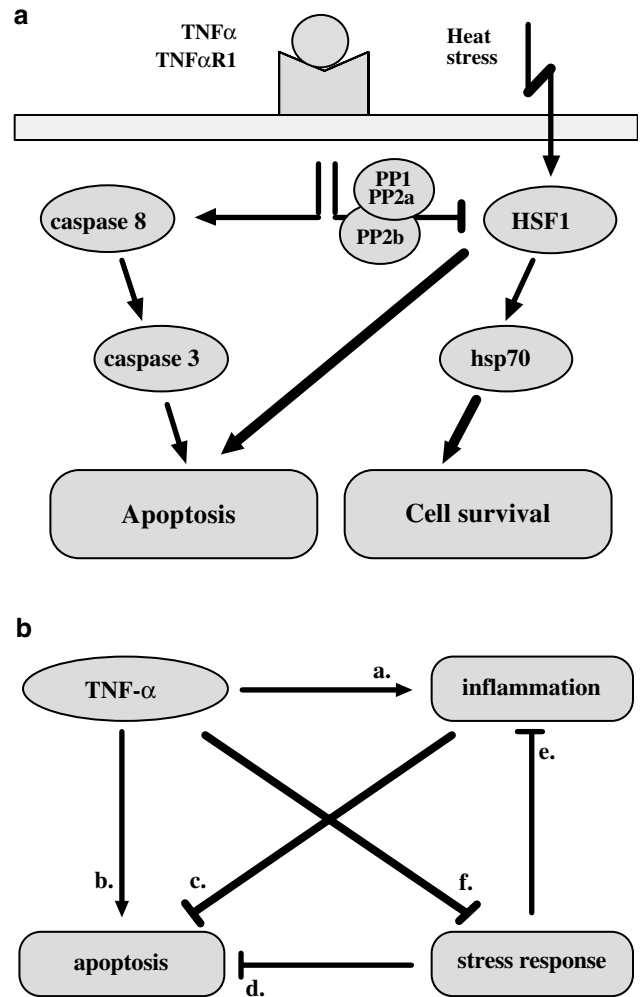 a
TNFα
TNFαR1
Heat
stress
PP1
PP2a
PP2b
caspase 8
HSF1
caspase 3
hsp70
Apoptosis
Cell survival
b
TNF-α
a.
inflammation
e.
b.
c.
f.
apoptosis
d.
stress response